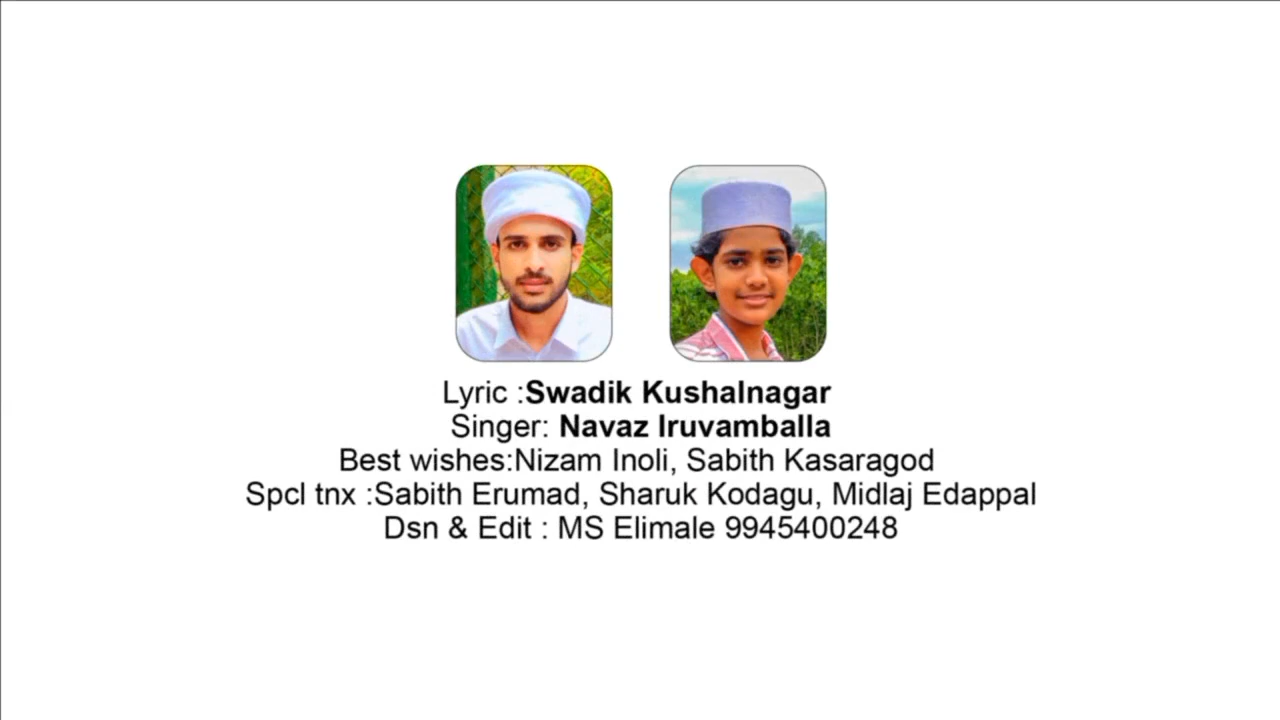 Lyric :Swadik Kushalnagar
Singer: Navaz Iruvamballa
Best wishes:Nizam Inoli, Sabith Kasaragod
Spcl tnx :Sabith Erumad, Sharuk Kodagu, Midlaj Edappal
Dsn & Edit : MS Elimale 9945400248